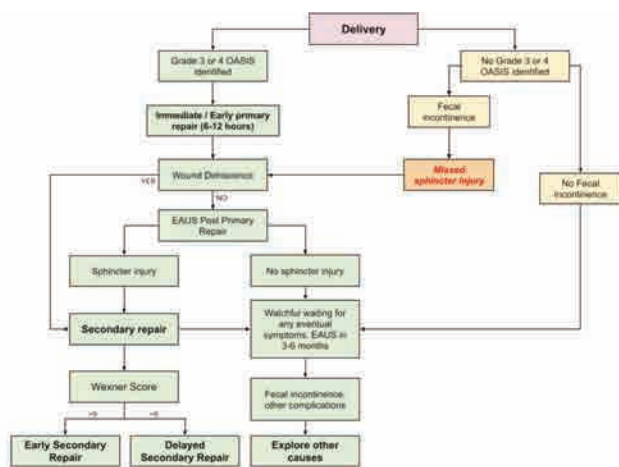 Delivery
Grade 3 or 4 OASIS
identified
No Grade 3 or 4
OASIS identified
Immediate / Early primary
repair (6-12 hours)
Fecal
incontinence
Wound Dehiscence
YES
Missed
sphincter injury
No Fecal
Incontinence
NO
EAUS Post Primary
Repair
Sphincter injury
No sphincter injury
Secondary repair
Watchful waiting for
any eventual
symptoms. EAUS in
3-6 months
Wexner Score
Fecal incontinence,
other complications
Early Secondary
Repair
Delayed
Secondary Repair
Explore other
causes